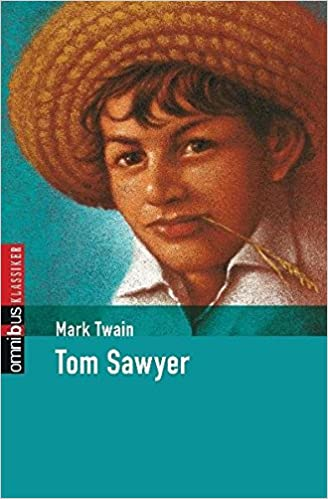 Mark Twain
Tom Sawyer
omnibus KLASSIKER